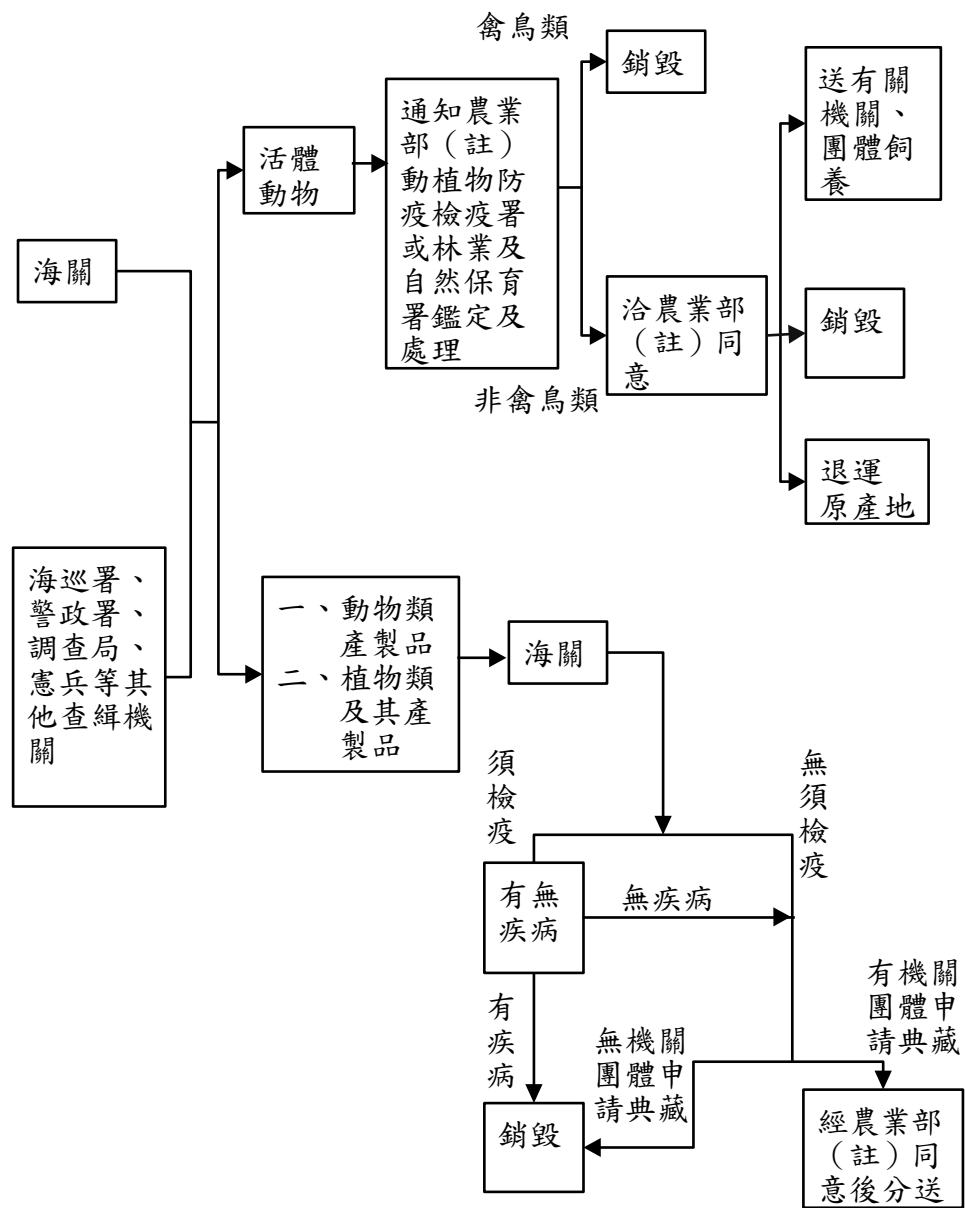 禽鳥類
銷毀
送有關
機關、
團體飼
養
通知農業
部（註）
動植物防
疫檢疫署
或林業及
自然保育
署鑑定及
處理
活體
動物
海關
洽農業部
（註）同
意
銷毀
非禽鳥類
退運
原產地
海巡署、
警政署、
調查局、
憲兵等其
他查緝機
關
一、動物類
產製品
二、植物類
及其產
製品
海關
須
檢
疫
無
須
檢
疫
有無
疾病
無疾病
有
疾
病
無機關
團體申
請典藏
有機關
團體申
請典藏
銷毀
經農業部
（註）同
意後分送